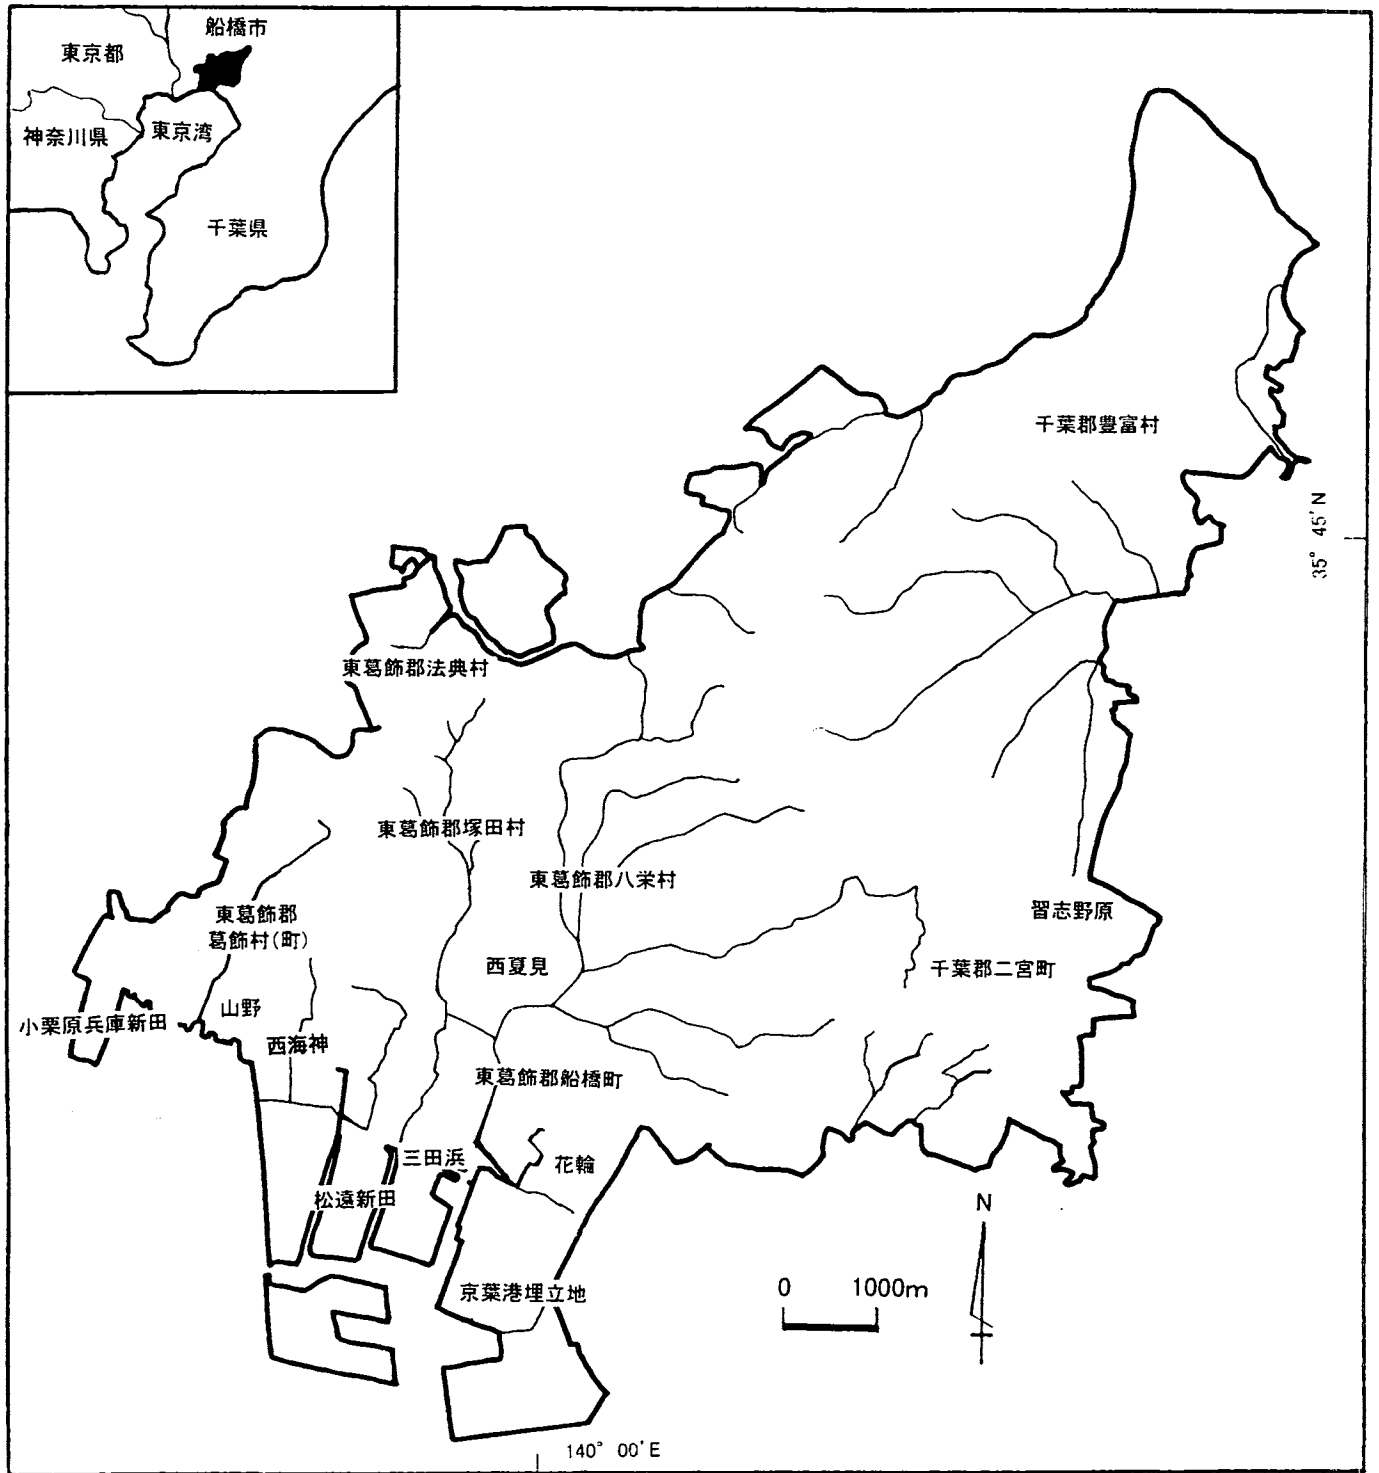 船橋市
東京都
神奈川県
東京湾
千葉県
千葉郡豊富村
35° 45′ N
東葛飾郡法典村
東葛飾郡塚田村
東葛飾郡八栄村
習志野原
東葛飾郡
葛飾村(町)
西夏見
千葉郡二宮町
山野
小栗原兵庫新田
西海神
東葛飾郡船橋町
三田浜
花輪
松遠新田
N
京葉港埋立地
0 1000m
140° 00′ E